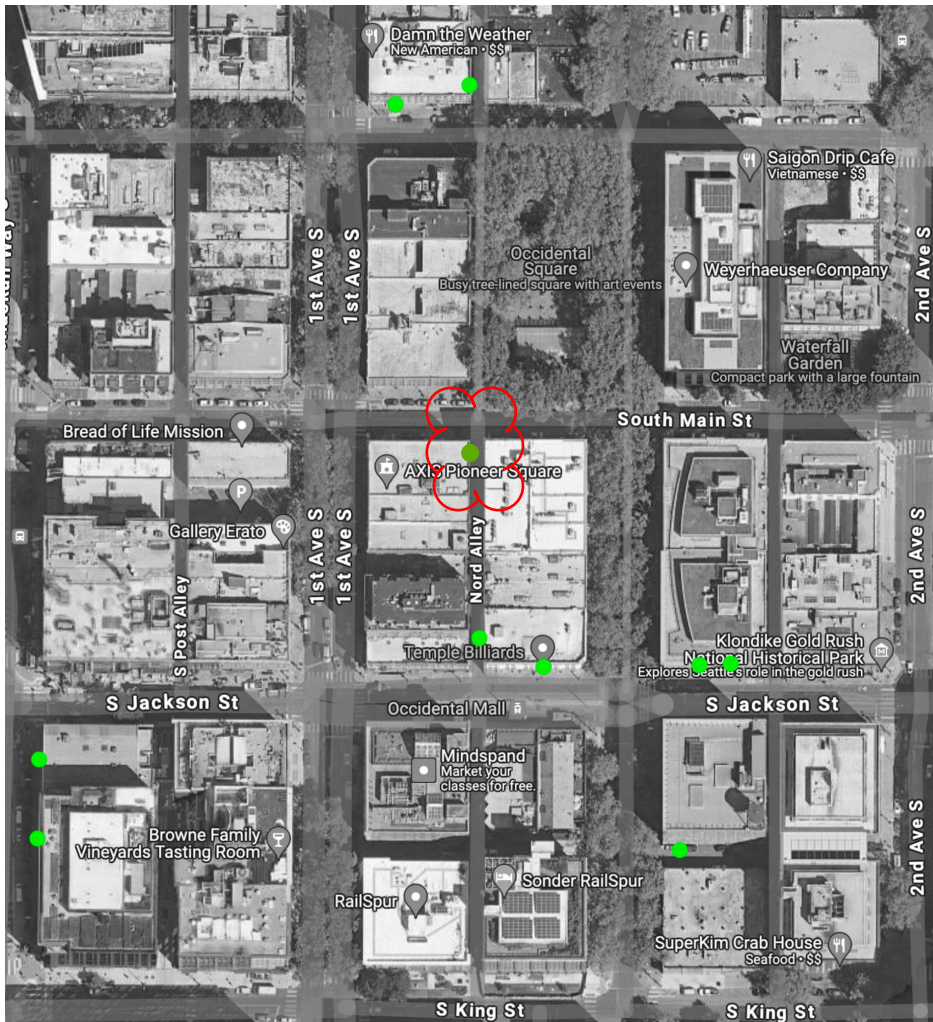 Damn the Weather
New American • $$
Saigon Drip Cafe
Vietnamese • $$
1st Ave S
1st Ave S
Occidental
Square
Busy tree-lined square with art events
Weyerhaeuser Company
2nd Ave S
Waterfall
Garden
Compact park with a large fountain
South Main St
Bread of Life Mission
AXIS Pioneer Square
P
Gallery Erato
1st Ave S
1st Ave S
Nord Alley
2nd Ave S
S Post Alley
Temple Billiards
Klondike Gold Rush
National Historical Park
Explores Seattle's role in the gold rush
S Jackson St
Occidental Mall
S Jackson St
Mindspand
Market your
classes for free.
Browne Family
Vineyards Tasting Room
2nd Ave S
RailSpur
Sonder RailSpur
SuperKim Crab House
Seafood • $$
S King St
S King St